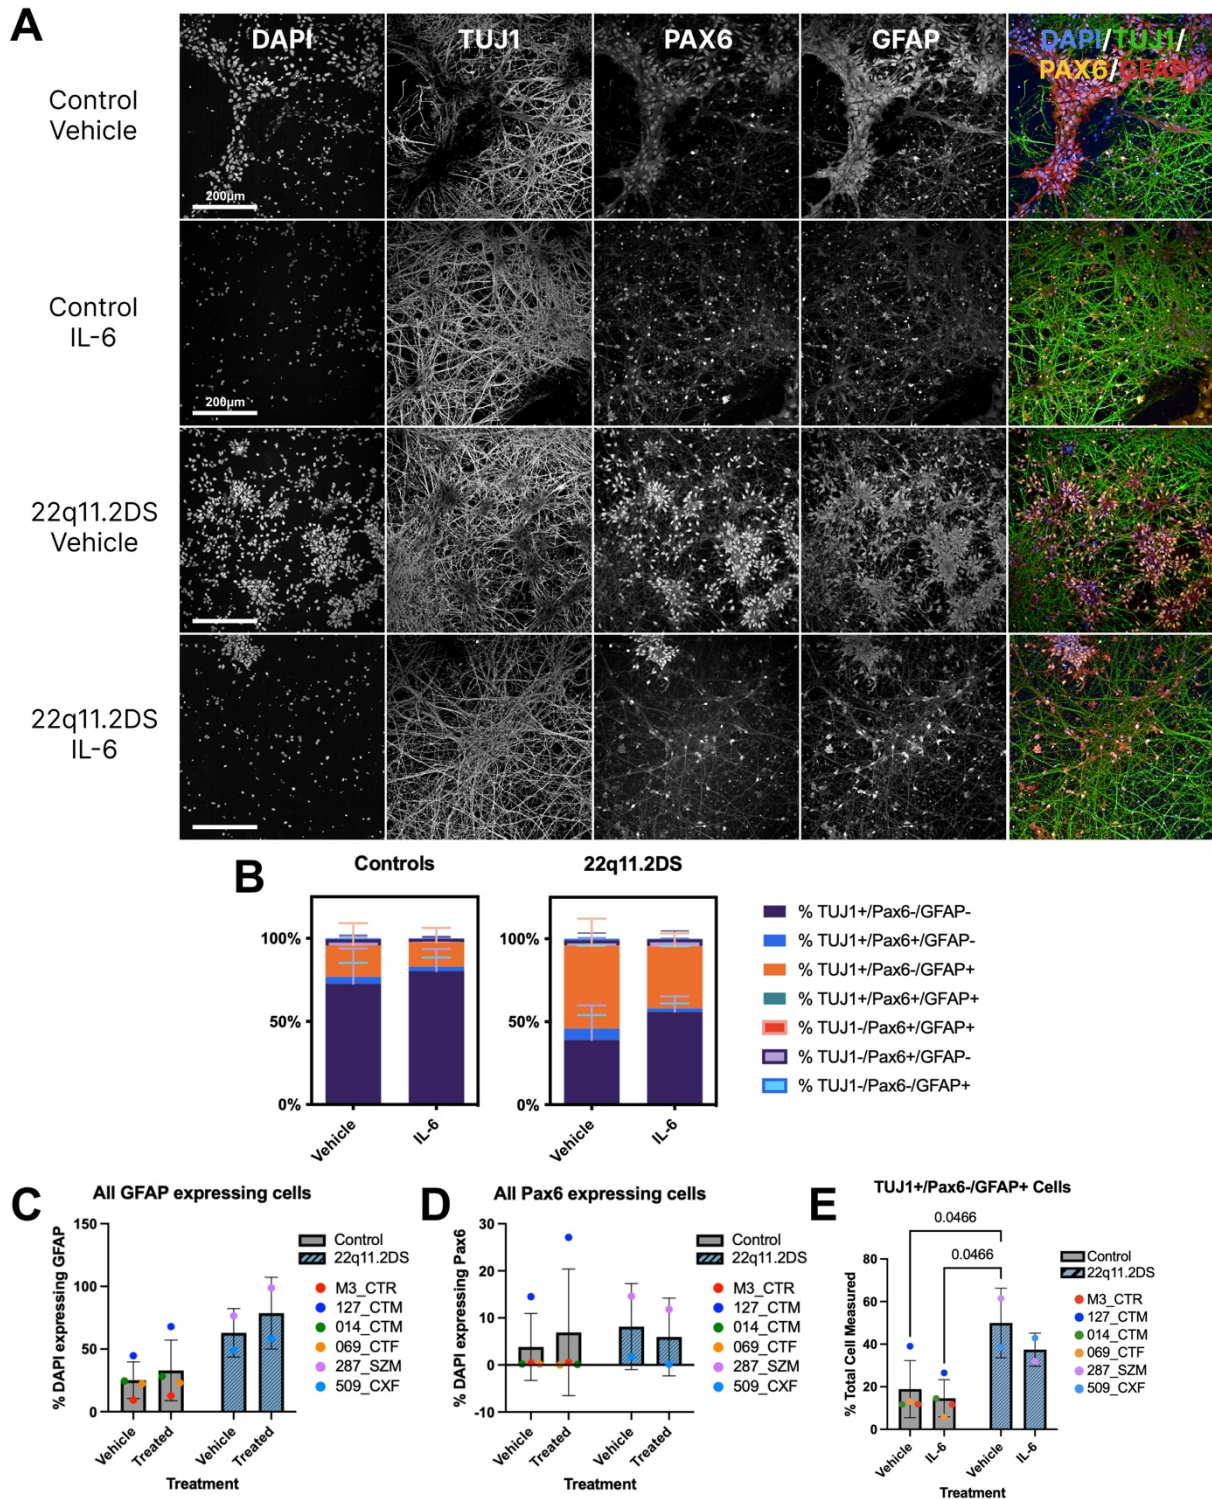 A
DAPI
TUJ1
PAX6
GFAP
DAPI/TUJ1/
PAX6/GFAP
Control
Vehicle
200µm
Control
IL-6
200µm
22q11.2DS
Vehicle
22q11.2DS
IL-6
B
Controls
22q11.2DS
100%
50%
0%
Vehicle
IL-6
100%
50%
0%
Vehicle
IL-6
% TUJ1+/Pax6-/GFAP-
% TUJ1+/Pax6+/GFAP-
% TUJ1+/Pax6-/GFAP+
% TUJ1+/Pax6+/GFAP+
% TUJ1-/Pax6+/GFAP+
% TUJ1-/Pax6+/GFAP-
% TUJ1-/Pax6-/GFAP+
C
All GFAP expressing cells
% DAPI expressing GFAP
150
100
50
0
Vehicle
Treated
Vehicle
Treated
Treatment
Control
22q11.2DS
M3_CTR
127_CTM
014_CTM
069_CTF
287_SZM
509_CXF
D
All Pax6 expressing cells
% DAPI expressing Pax6
30
20
10
0
-10
Vehicle
Treated
Vehicle
Treated
Treatment
Control
22q11.2DS
M3_CTR
127_CTM
014_CTM
069_CTF
287_SZM
509_CXF
E
TUJ1+/Pax6-/GFAP+ Cells
0.0466
0.0466
% Total Cell Measured
80
60
40
20
0
Vehicle
IL-6
Vehicle
IL-6
Treatment
Control
22q11.2DS
M3_CTR
127_CTM
014_CTM
069_CTF
287_SZM
509_CXF